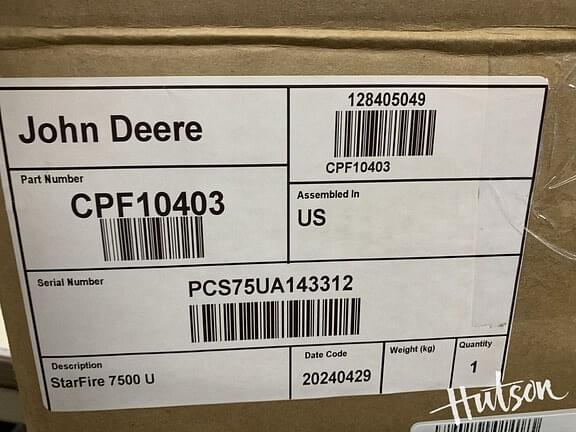 John Deere
128405049
CPF10403
Part Number
CPF10403
Assembled In
US
Serial Number
PCS75UA143312
Description
StarFire 7500 U
Date Code
20240429
Weight (kg)
Quantity
1
Hutson